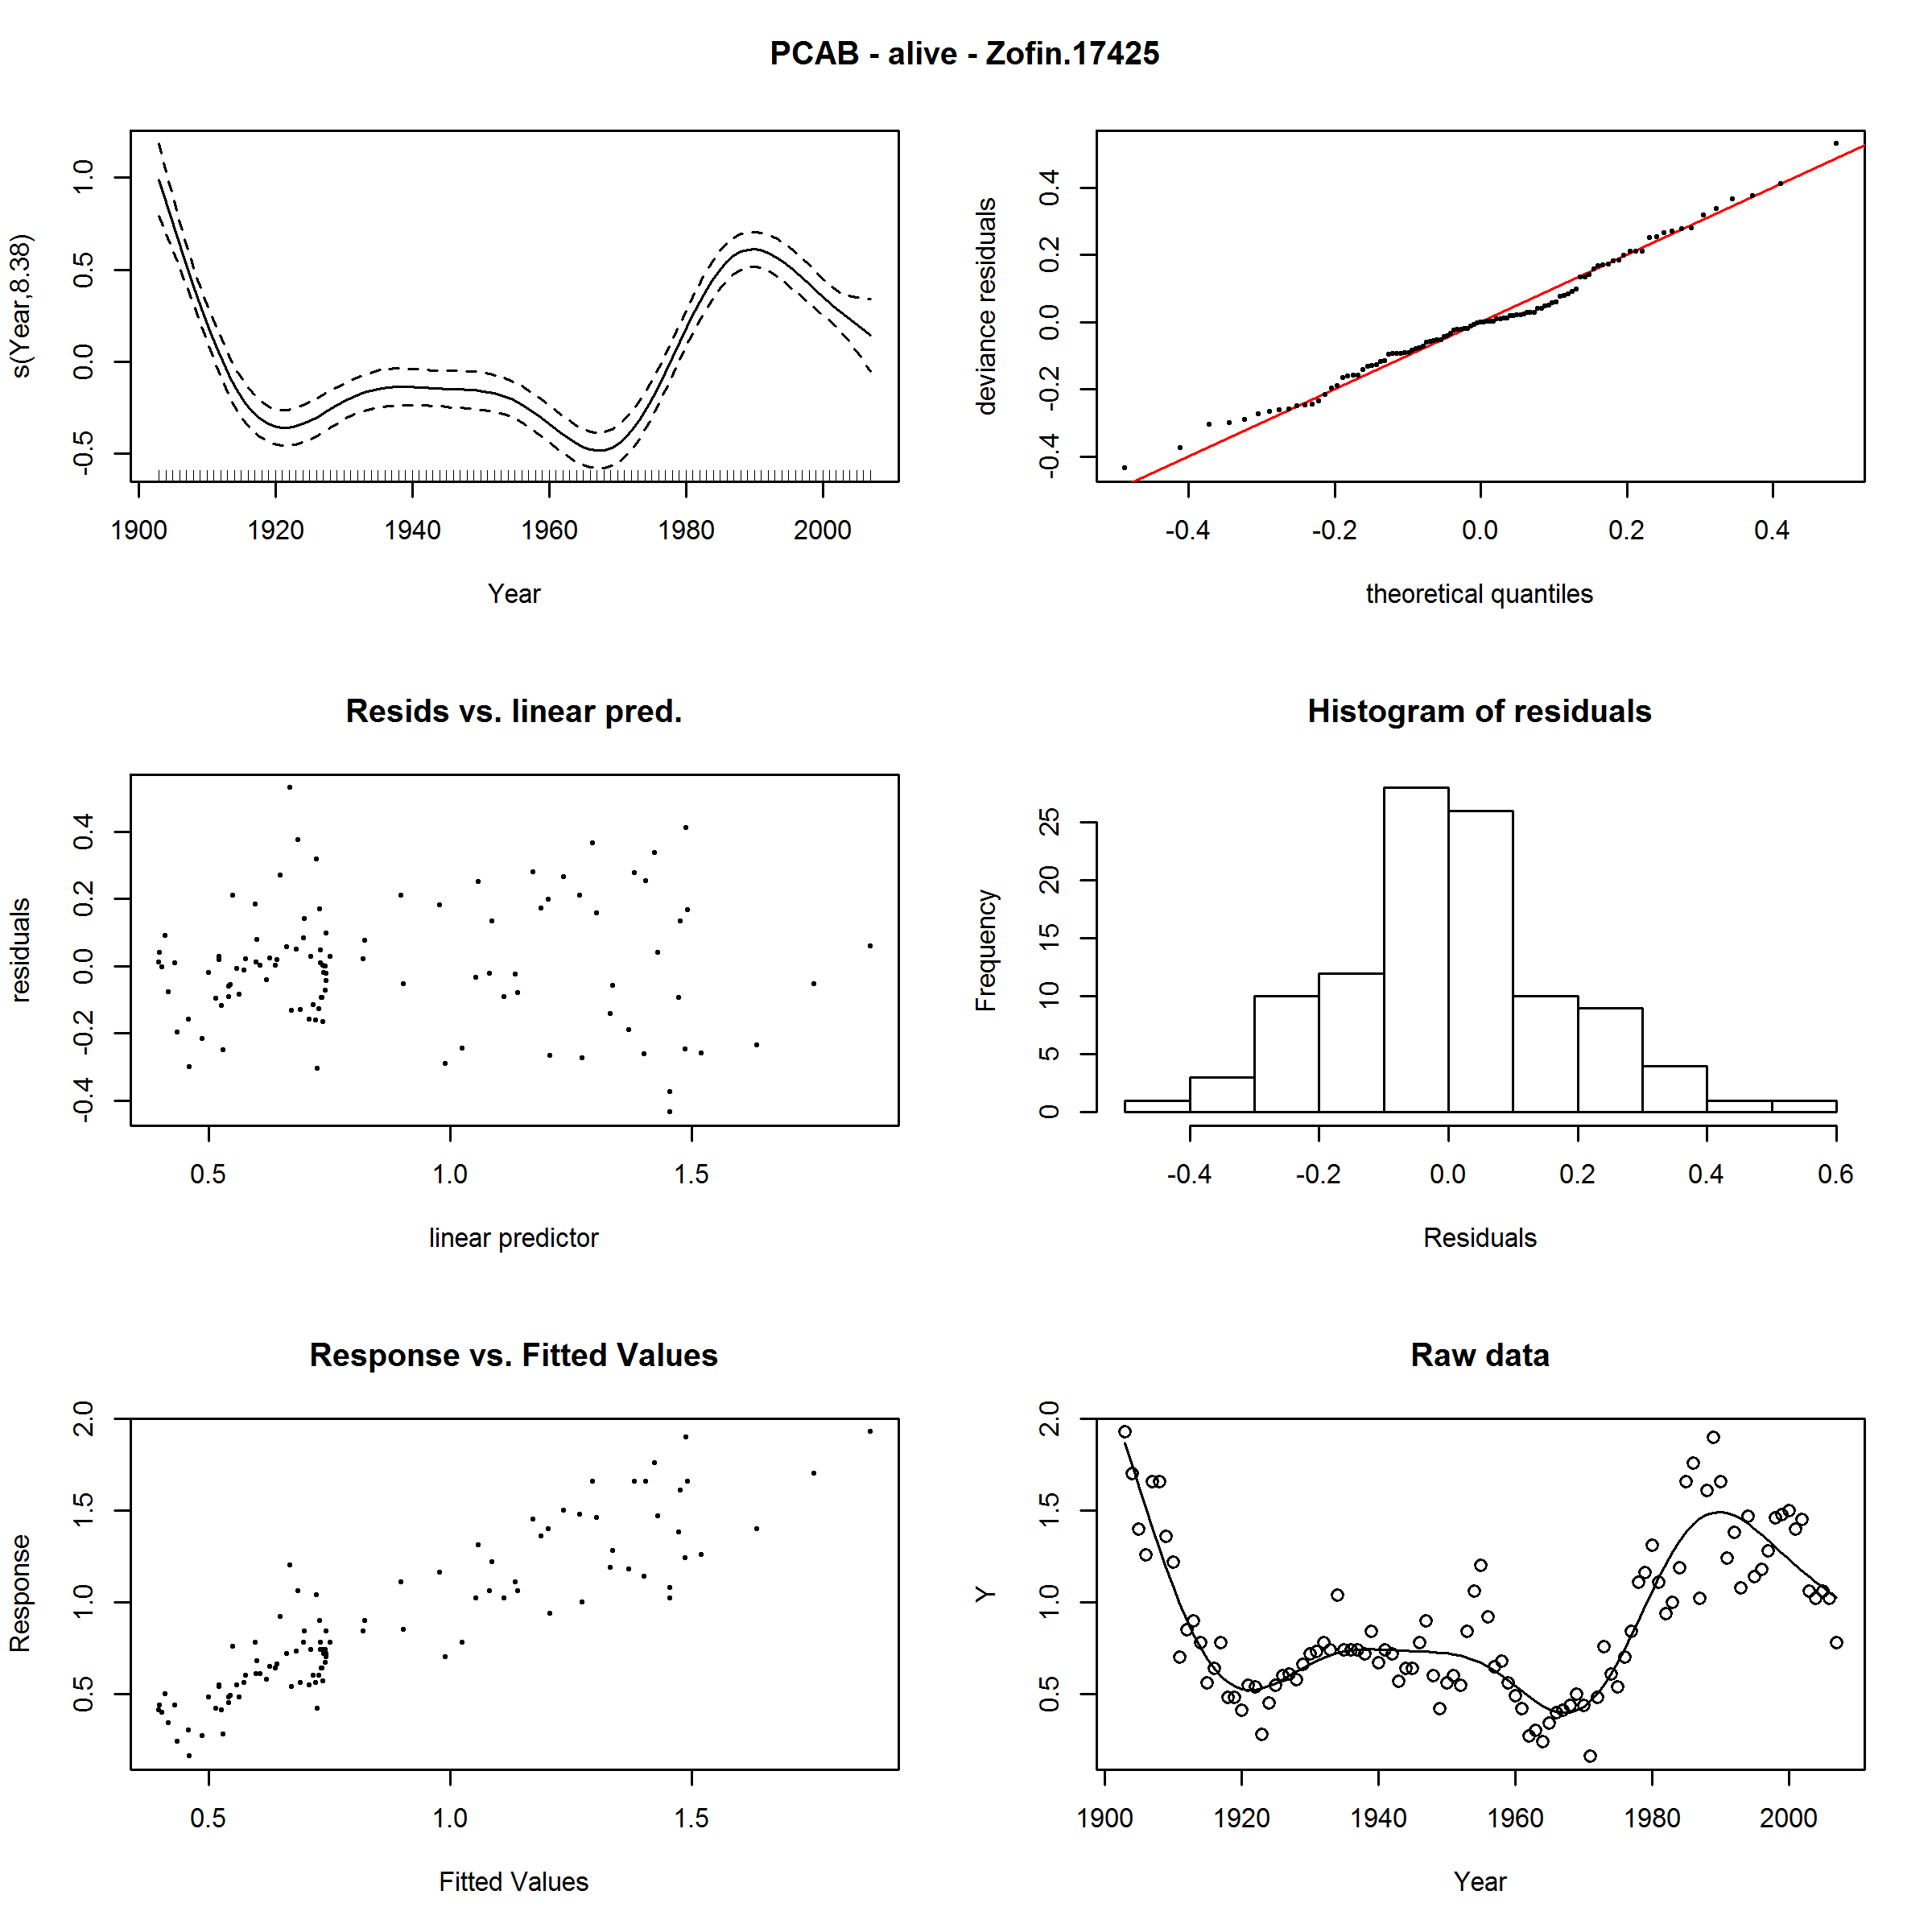 PCAB - alive - Zofin.17425
s(Year,8.38)
1.0
0.5
0.0
-0.5
1900 1920 1940 1960 1980 2000
Year
deviance residuals
0.4
0.2
0.0
-0.2
-0.4
-0.4 -0.2 0.0 0.2 0.4
theoretical quantiles
Resids vs. linear pred.
residuals
0.4
0.2
0.0
-0.2
-0.4
0.5 1.0 1.5
linear predictor
Histogram of residuals
Frequency
25
20
15
10
5
0
-0.4 -0.2 0.0 0.2 0.4 0.6
Residuals
Response vs. Fitted Values
Response
2.0
1.5
1.0
0.5
0.5 1.0 1.5
Fitted Values
Raw data
Y
2.0
1.5
1.0
0.5
1900 1920 1940 1960 1980 2000
Year